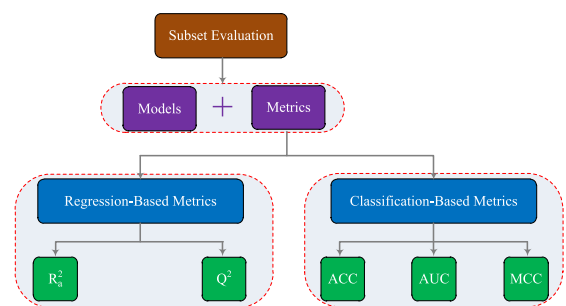 Subset Evaluation
Models + Metrics
Regression-Based Metrics
Classification-Based Metrics
R²ₐ
Q²
ACC
AUC
MCC